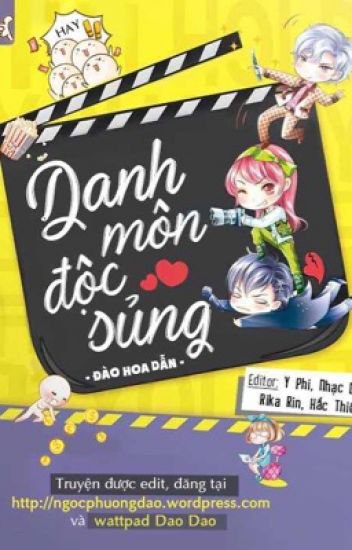 HAY
Danh
môn
độc
sủng
- ĐÀO HOA DẪN -
Editor: Y Phi, Nhạc
Rika Rin, Hắc
Truyện được edit, đăng tại
http://ngocphuongdao.wordpress.com
và wattpad Dao Dao